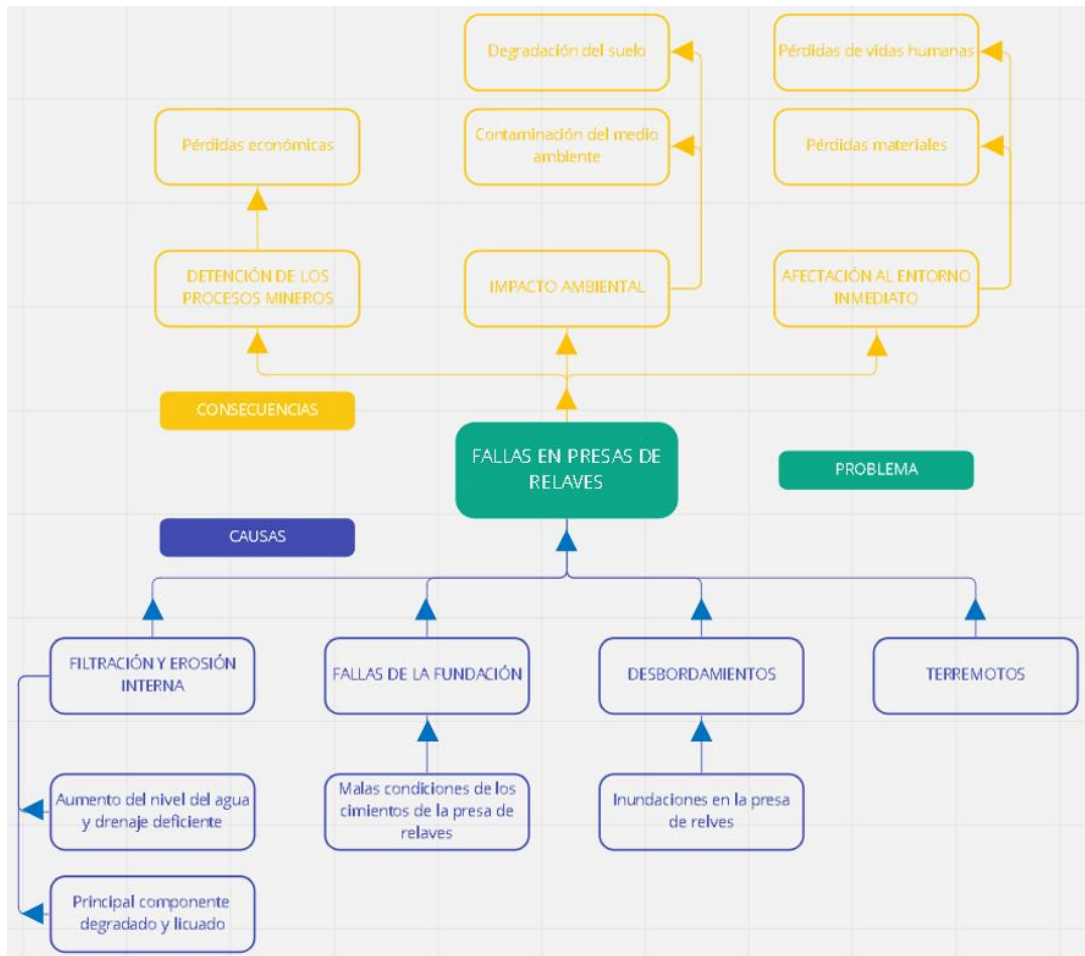 Degradación del suelo
Pérdidas de vidas humanas
Pérdidas económicas
Contaminación del medio
ambiente
Pérdidas materiales
DETENCIÓN DE LOS
PROCESOS MINEROS
IMPACTO AMBIENTAL
AFECTACIÓN AL ENTORNO
INMEDIATO
CONSECUENCIAS
FALLAS EN PRESAS DE
RELAVES
PROBLEMA
CAUSAS
FILTRACIÓN Y EROSIÓN
INTERNA
FALLAS DE LA FUNDACIÓN
DESBORDAMIENTOS
TERREMOTOS
Aumento del nivel del agua
y drenaje deficiente
Malas condiciones de los
cimientos de la presa de
relaves
Inundaciones en la presa
de relves
Principal componente
degradado y licuado